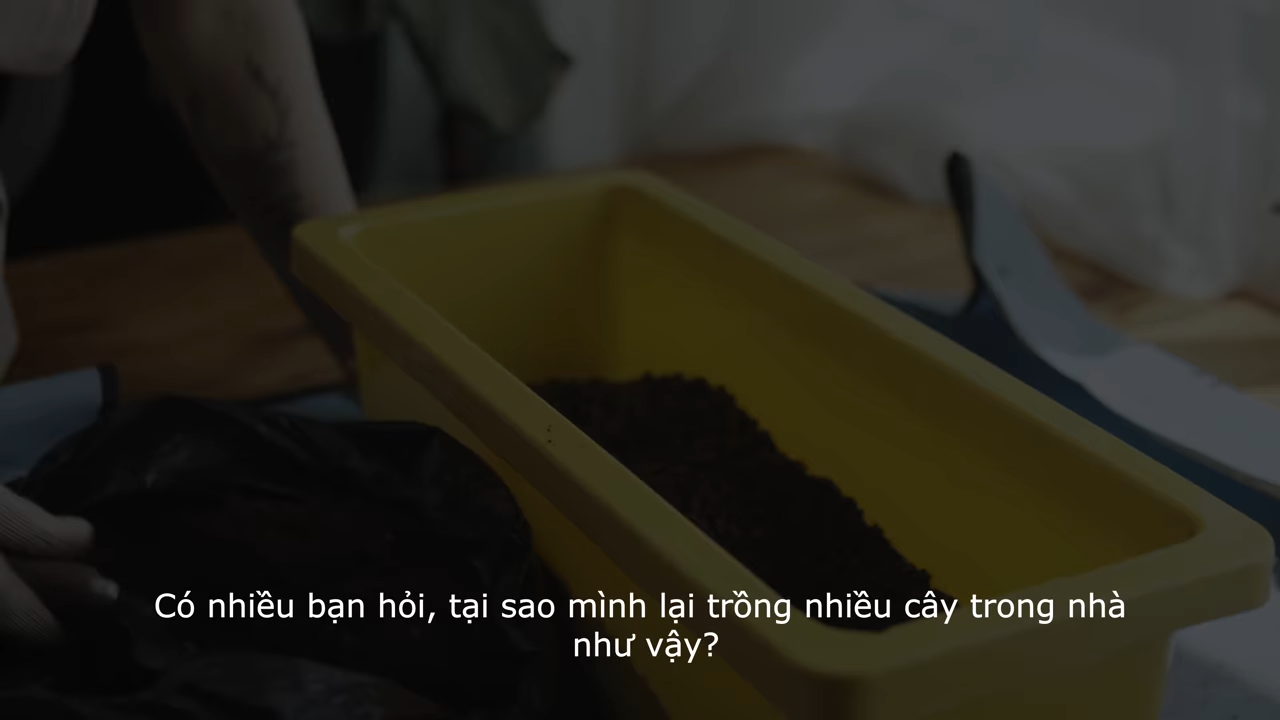 Có nhiều bạn hỏi, tại sao mình lại trồng nhiều cây trong nhà
như vậy?